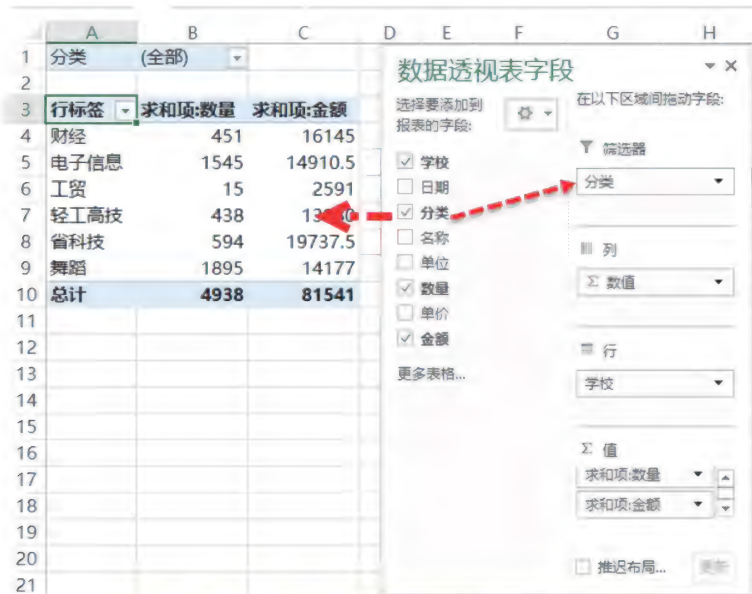 A B C D E F G H
1 分类 (全部)
2
3 行标签 求和项:数量 求和项:金额
4 财经 451 16145
5 电子信息 1545 14910.5
6 工贸 15 2591
7 轻工高技 438
8 省科技 594 19737.5
9 舞蹈 1895 14177
10 总计 4938 81541
11
12
13
14
15
16
17
18
19
20
21
数据透视表字段
选择要添加到
报表的字段:
学校
日期
分类
名称
单位
数量
单价
金额
更多表格...
在以下区域间拖动字段:
筛选器
分类
列
Σ 数值
行
学校
Σ 值
求和项:数量
求和项:金额
推迟布局...
更新